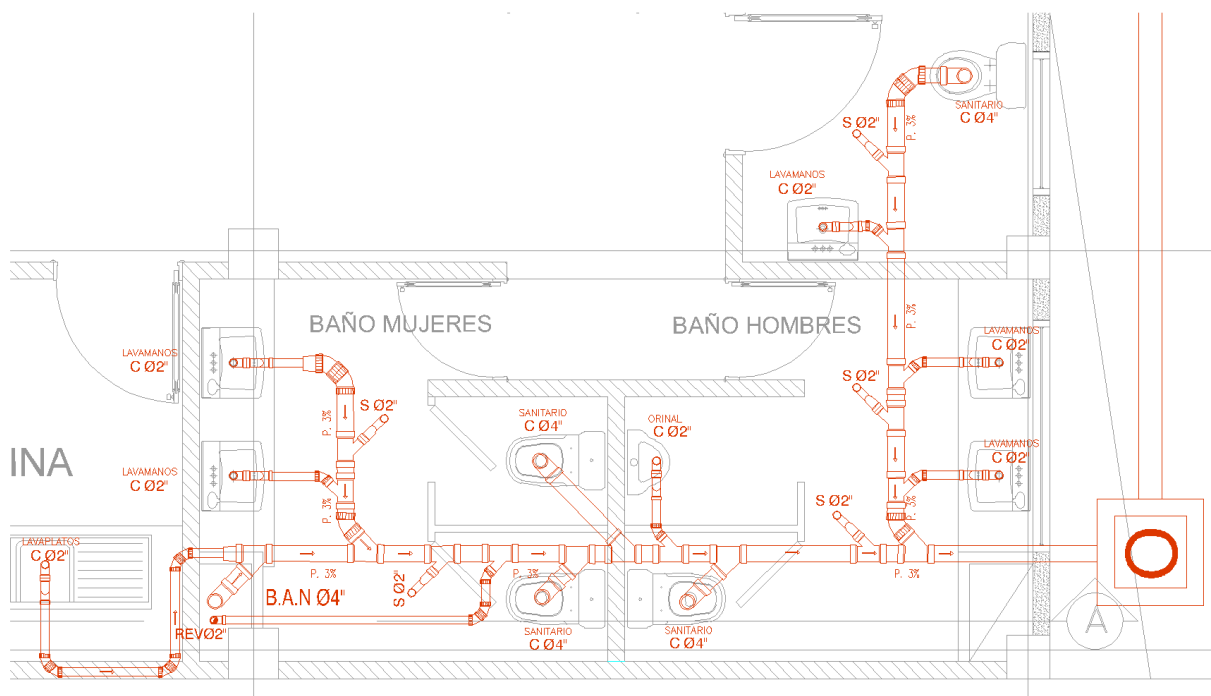 SANITARIO
C Ø4"
S Ø2"
P. 3%
LAVAMANOS
C Ø2"
BAÑO MUJERES
BAÑO HOMBRES
P. 3%
LAVAMANOS
C Ø2"
LAVAMANOS
C Ø2"
S Ø2"
S Ø2"
P. 3%
SANITARIO
C Ø4"
ORINAL
C Ø2"
LAVAMANOS
C Ø2"
INA
LAVAMANOS
C Ø2"
P. 3%
S Ø2"
LAVAPLATOS
C Ø2"
P. 3%
S Ø2"
P. 3%
P. 3%
B.A.N Ø4"
REVØ2"
SANITARIO
C Ø4"
SANITARIO
C Ø4"
O
A